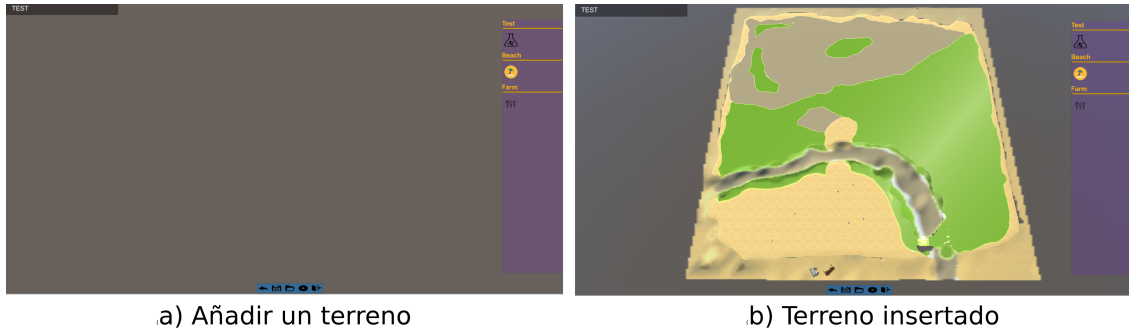 TEST
Test
Beach
Farm
TEST
Test
Beach
Farm
a) Añadir un terreno
b) Terreno insertado